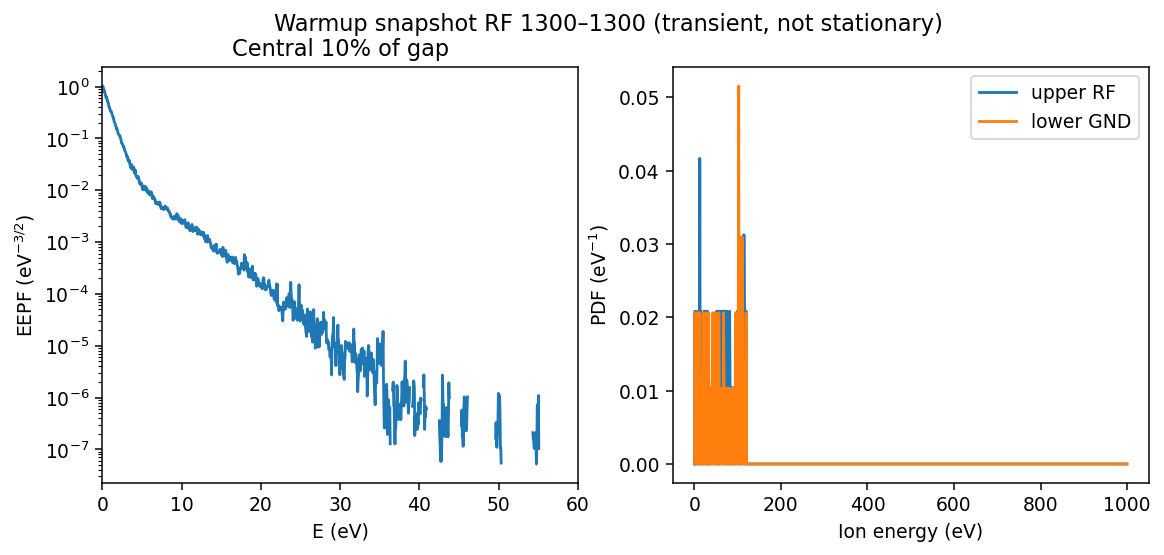 Warmup snapshot RF 1300–1300 (transient, not stationary)
Central 10% of gap
EEPF (eV⁻³ᐟ²)
10⁰
10⁻¹
10⁻²
10⁻³
10⁻⁴
10⁻⁵
10⁻⁶
10⁻⁷
0 10 20 30 40 50 60
E (eV)
PDF (eV⁻¹)
0.05
0.04
0.03
0.02
0.01
0.00
upper RF
lower GND
0 200 400 600 800 1000
Ion energy (eV)